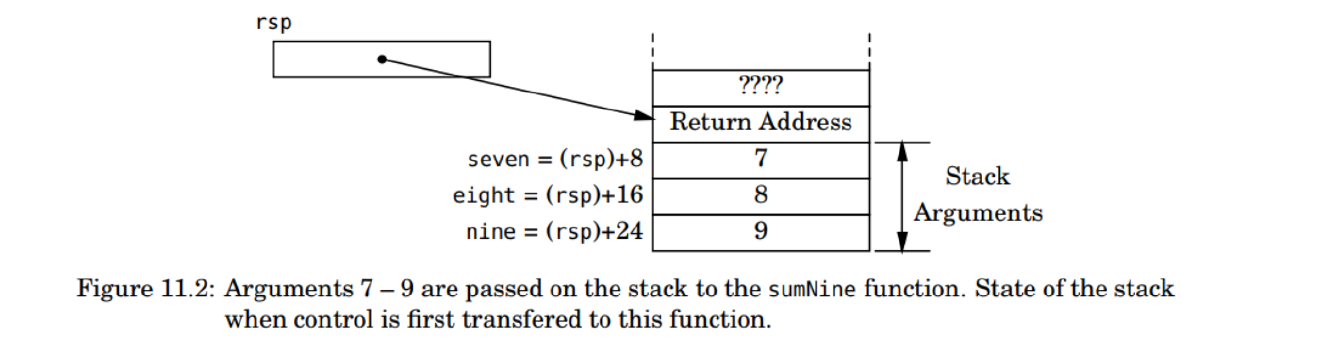 rsp
????
Return Address
seven = (rsp)+8
7
eight = (rsp)+16
8
nine = (rsp)+24
9
Stack
Arguments
Figure 11.2: Arguments 7 – 9 are passed on the stack to the sumNine function. State of the stack
when control is first transfered to this function.